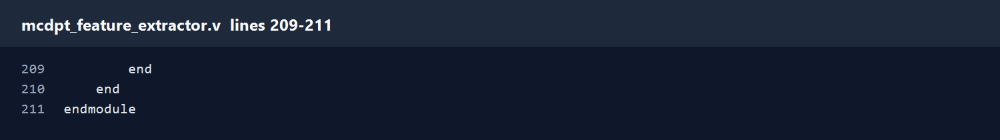 mcdpt_feature_extractor.v  lines 209-211
209          end
210      end
211  endmodule